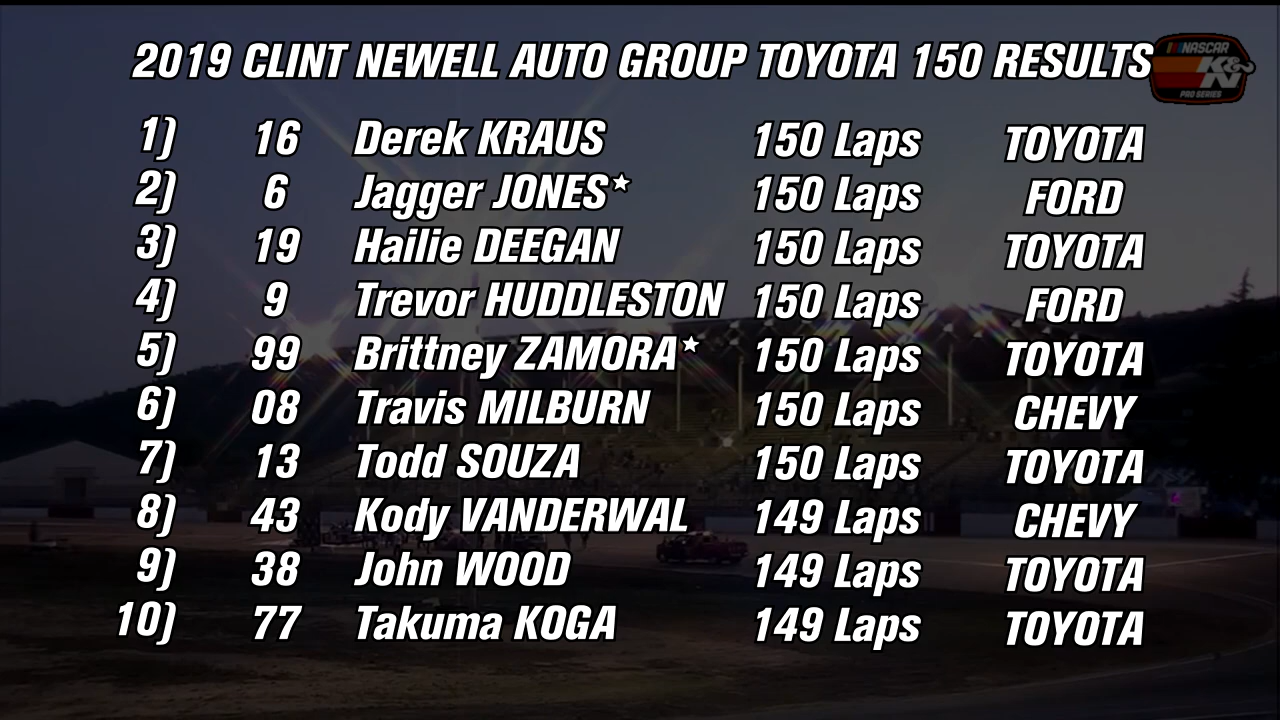 2019 CLINT NEWELL AUTO GROUP TOYOTA 150 RESULTS
NASCAR
K&N
PRO SERIES
1) 16 Derek KRAUS 150 Laps TOYOTA
2) 6 Jagger JONES* 150 Laps FORD
3) 19 Hailie DEEGAN 150 Laps TOYOTA
4) 9 Trevor HUDDLESTON 150 Laps FORD
5) 99 Brittney ZAMORA* 150 Laps TOYOTA
6) 08 Travis MILBURN 150 Laps CHEVY
7) 13 Todd SOUZA 150 Laps TOYOTA
8) 43 Kody VANDERWAL 149 Laps CHEVY
9) 38 John WOOD 149 Laps TOYOTA
10) 77 Takuma KOGA 149 Laps TOYOTA